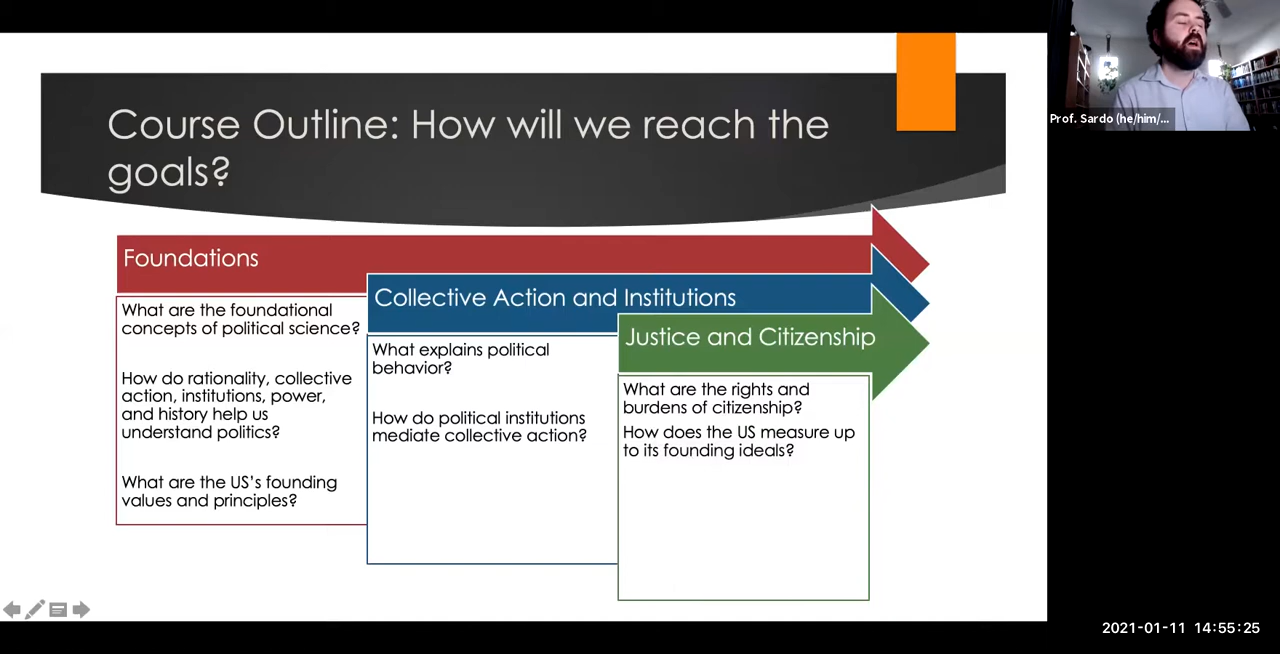 Course Outline: How will we reach the
goals?
Prof. Sardo (he/him/...
Foundations
What are the foundational
concepts of political science?
How do rationality, collective
action, institutions, power,
and history help us
understand politics?
What are the US's founding
values and principles?
Collective Action and Institutions
What explains political
behavior?
How do political institutions
mediate collective action?
Justice and Citizenship
What are the rights and
burdens of citizenship?
How does the US measure up
to its founding ideals?
2021-01-11 14:55:25